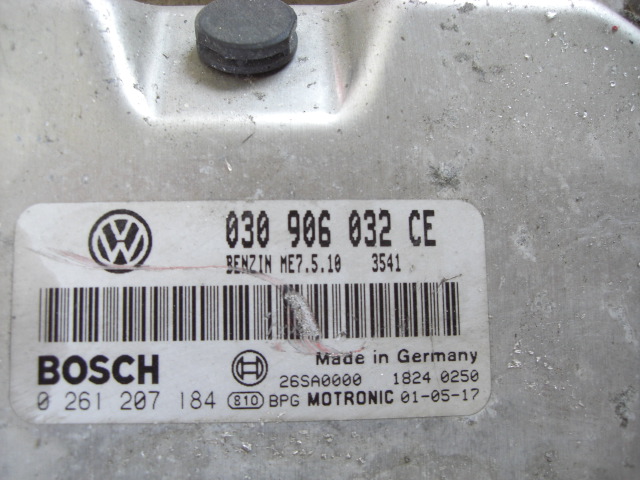 030 906 032 CE
BENZIN ME7.5.10 3541
Made in Germany
BOSCH
26SA0000 1824 0250
0 261 207 184 810 BPG MOTRONIC 01-05-17